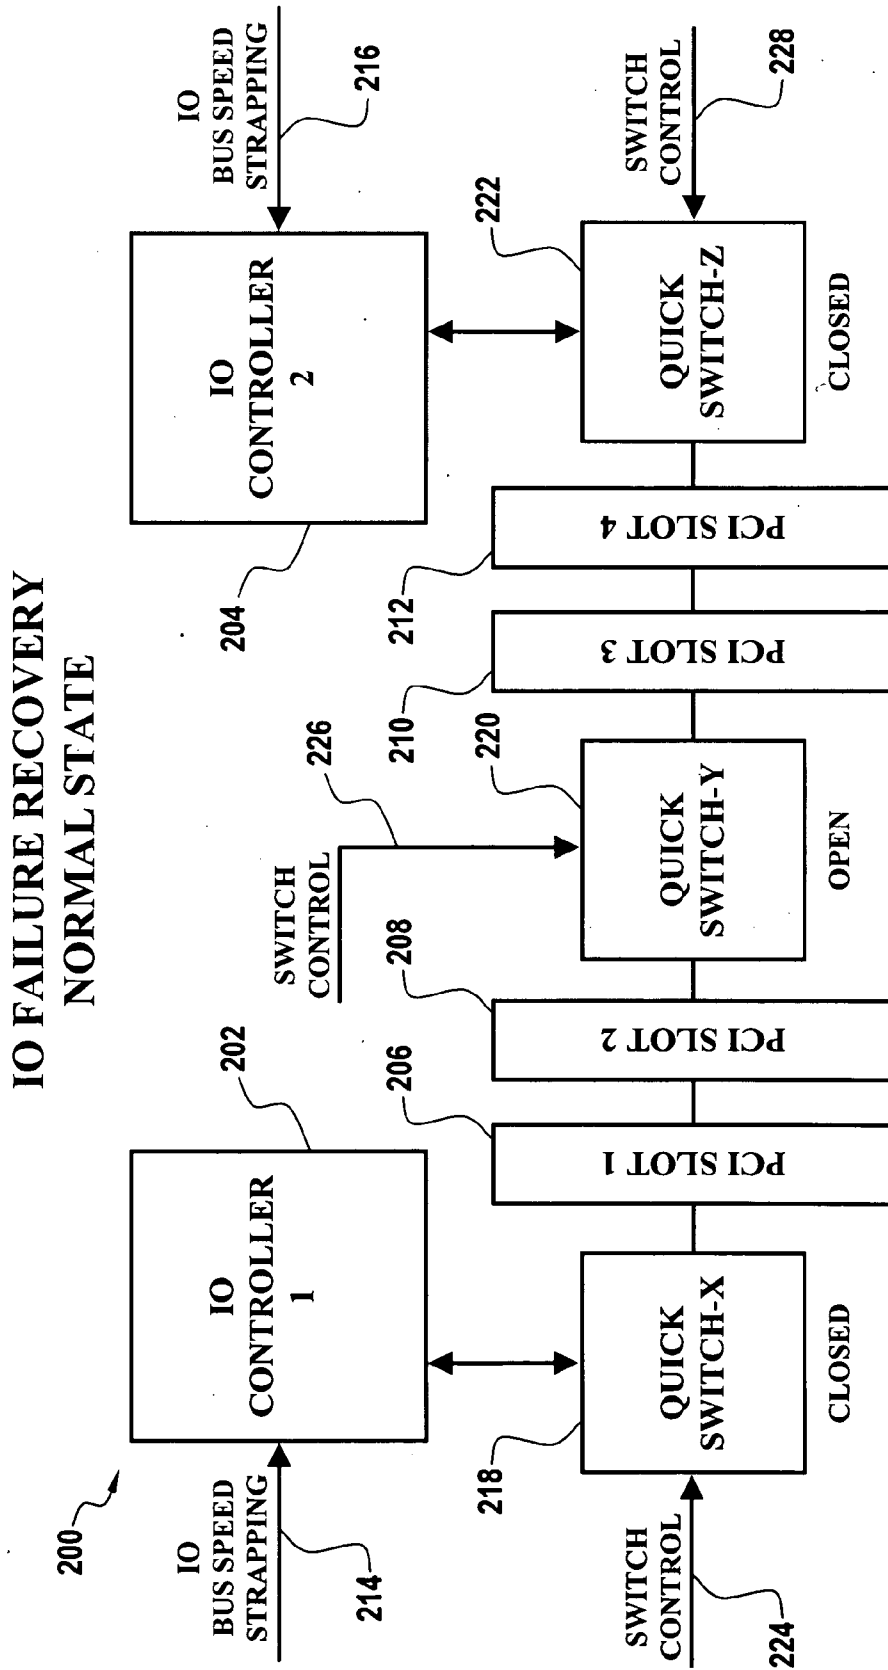 IO FAILURE RECOVERY
NORMAL STATE
200
IO
BUS SPEED
STRAPPING
214
IO
CONTROLLER
1
202
SWITCH
CONTROL
226
IO
CONTROLLER
2
204
IO
BUS SPEED
STRAPPING
216
SWITCH
CONTROL
224
218
QUICK
SWITCH-X
CLOSED
206
PCI SLOT 1
208
PCI SLOT 2
220
QUICK
SWITCH-Y
OPEN
210
PCI SLOT 3
212
PCI SLOT 4
222
QUICK
SWITCH-Z
CLOSED
SWITCH
CONTROL
228